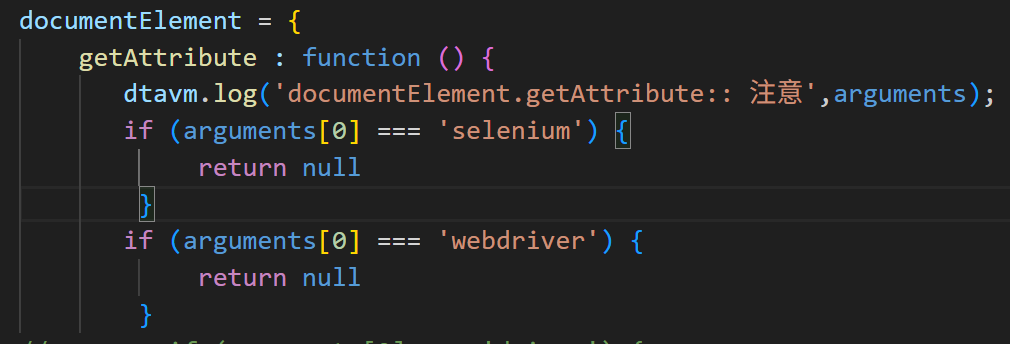 documentElement = {
getAttribute : function () {
dtavm.log('documentElement.getAttribute:: 注意',arguments);
if (arguments[0] === 'selenium') {
return null
}
if (arguments[0] === 'webdriver') {
return null
}